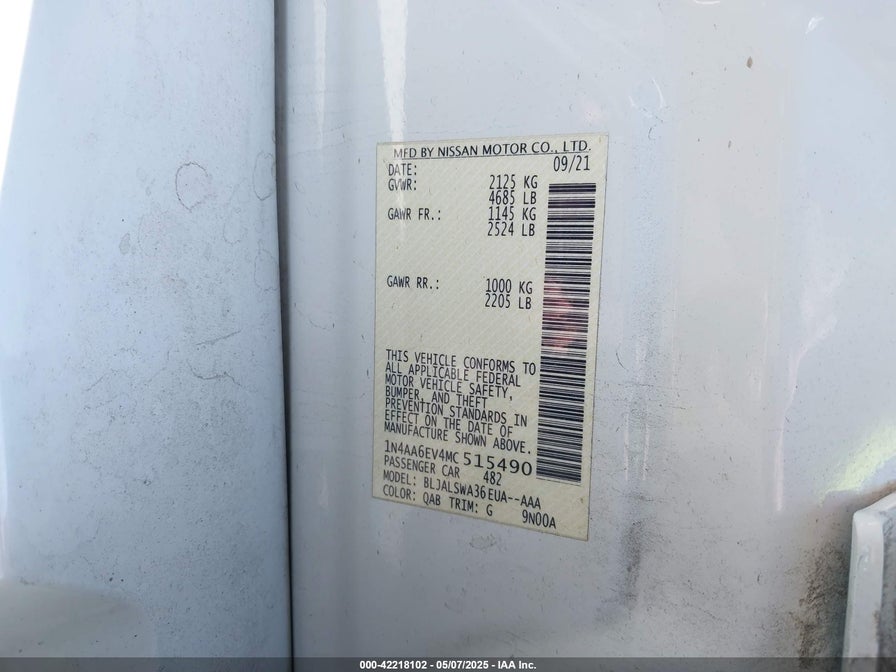 MFD BY NISSAN MOTOR CO., LTD.
DATE: 09/21
GVWR: 2125 KG
4685 LB
GAWR FR.: 1145 KG
2524 LB
GAWR RR.: 1000 KG
2205 LB
THIS VEHICLE CONFORMS TO
ALL APPLICABLE FEDERAL
MOTOR VEHICLE SAFETY,
BUMPER, AND THEFT
PREVENTION STANDARDS IN
EFFECT ON THE DATE OF
MANUFACTURE SHOWN ABOVE.
1N4AA6EV4MC515490
PASSENGER CAR 482
MODEL: BLJALSWA36EUA--AAA
COLOR: QAB TRIM: G 9N00A
000-42218102 - 05/07/2025 - IAA Inc.